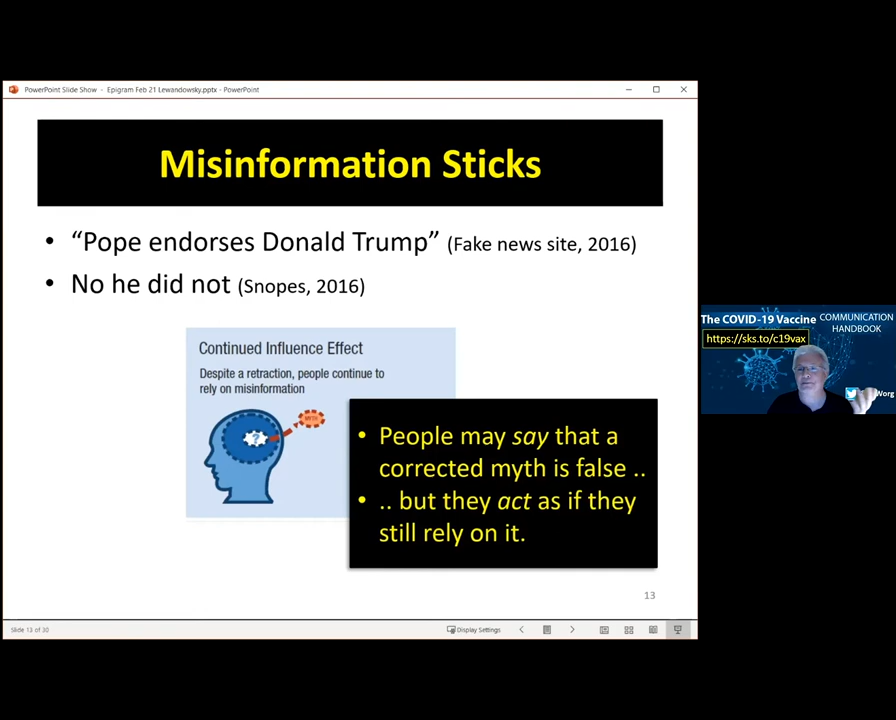 PowerPoint Slide Show - Epigram Feb 21 Lewandowsky.pptx - PowerPoint
Misinformation Sticks
• “Pope endorses Donald Trump” (Fake news site, 2016)
• No he did not (Snopes, 2016)
Continued Influence Effect
Despite a retraction, people continue to
rely on misinformation
MYTH
?
• People may say that a
corrected myth is false ..
• .. but they act as if they
still rely on it.
13
Slide 13 of 30
Display Settings
The COVID-19 Vaccine
COMMUNICATION
HANDBOOK
https://sks.to/c19vax